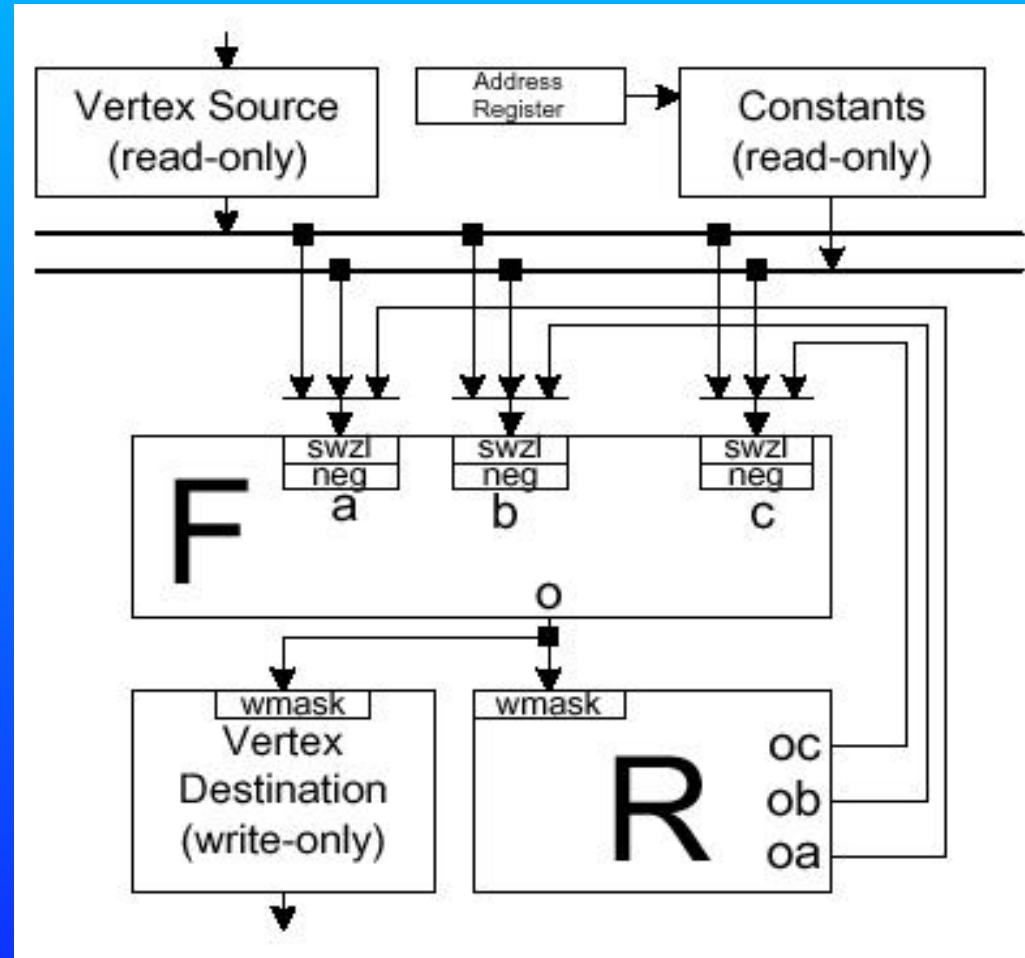 Vertex Source
(read-only)
Address
Register
Constants
(read-only)
swzl
neg
a
swzl
neg
b
swzl
neg
c
F
o
wmask
Vertex
Destination
(write-only)
wmask
R
oc
ob
oa